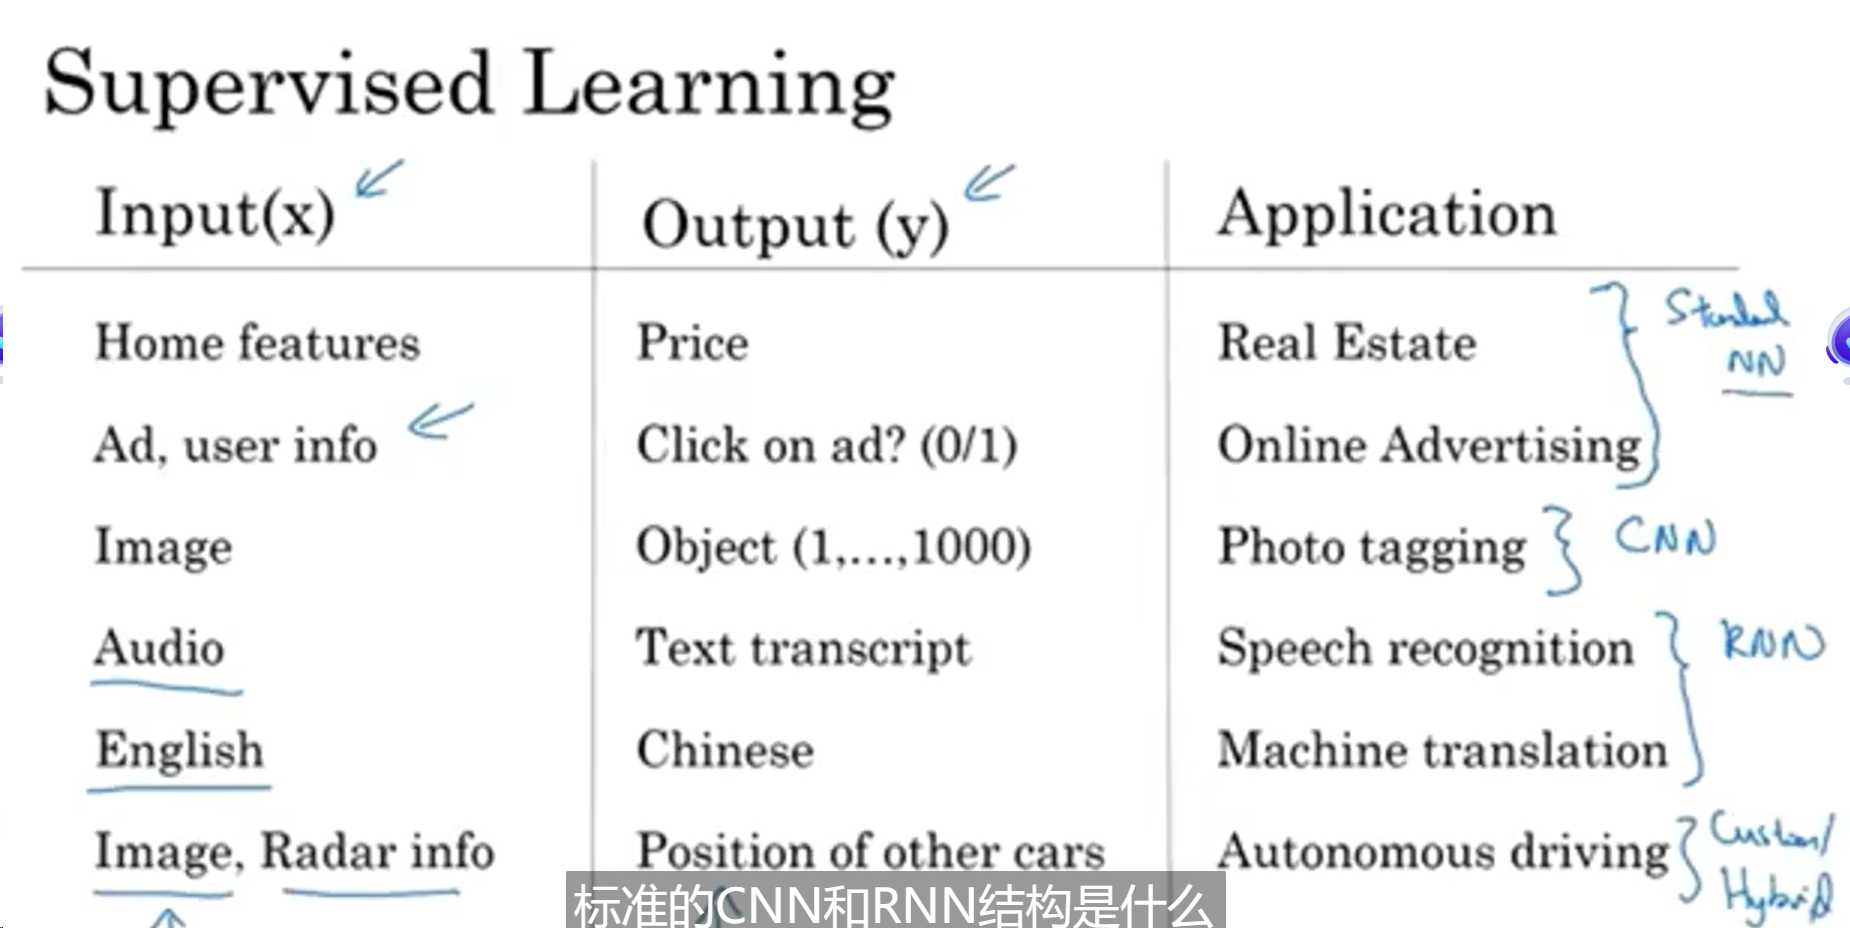 Supervised Learning
Input(x) Output (y) Application
Home features Price Real Estate Standard
NN
Ad, user info Click on ad? (0/1) Online Advertising
Image Object (1,...,1000) Photo tagging CNN
Audio Text transcript Speech recognition RNN
English Chinese Machine translation
Image, Radar info Position of other cars Autonomous driving Custom/
Hybrid
标准的CNN和RNN结构是什么